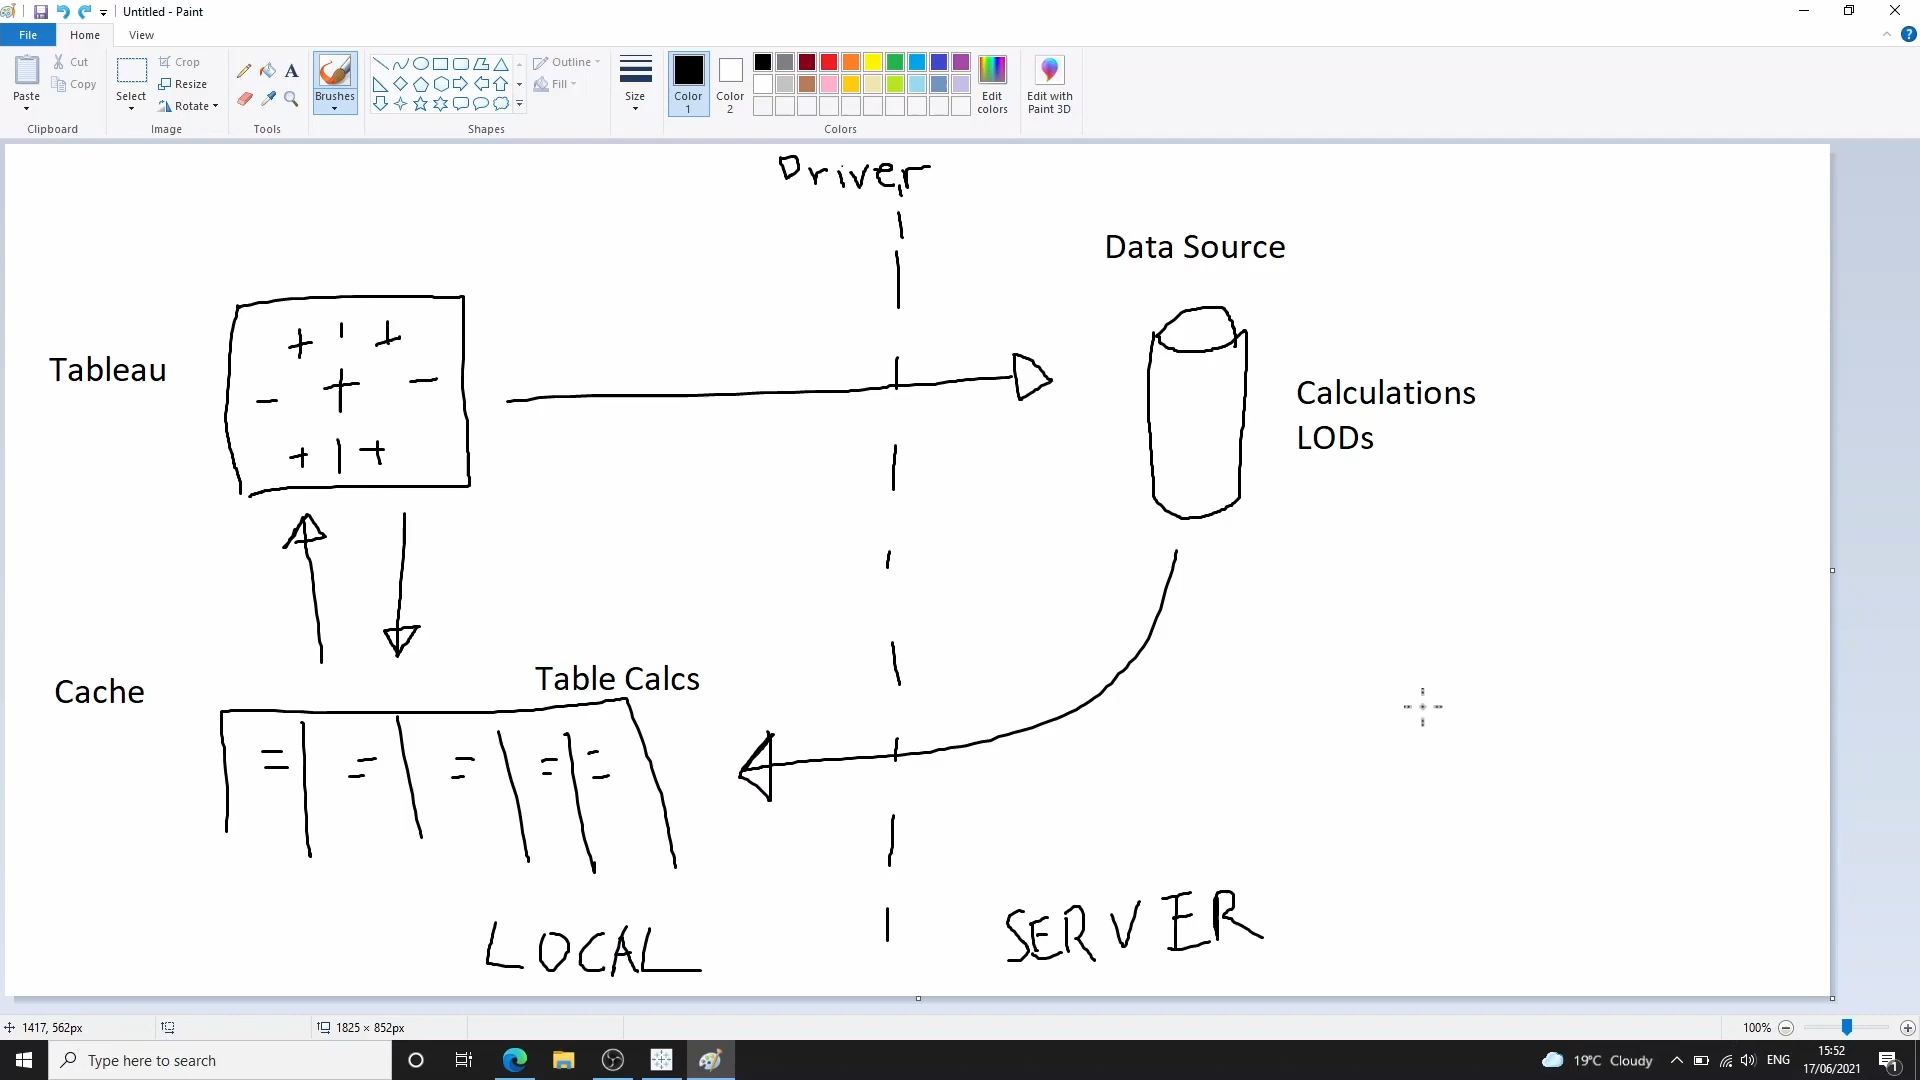 Untitled - Paint
File Home View
Paste
Cut
Copy
Clipboard
Select
Crop
Resize
Rotate
Image
A
Tools
Brushes
Outline
Fill
Shapes
Size
Color 1
Color 2
Edit colors
Colors
Edit with Paint 3D
Driver
Data Source
Tableau
Calculations
LODs
Cache
Table Calcs
LOCAL
SERVER
1417, 562px
1825 × 852px
100%
Type here to search
19°C Cloudy
ENG
15:52
17/06/2021
1